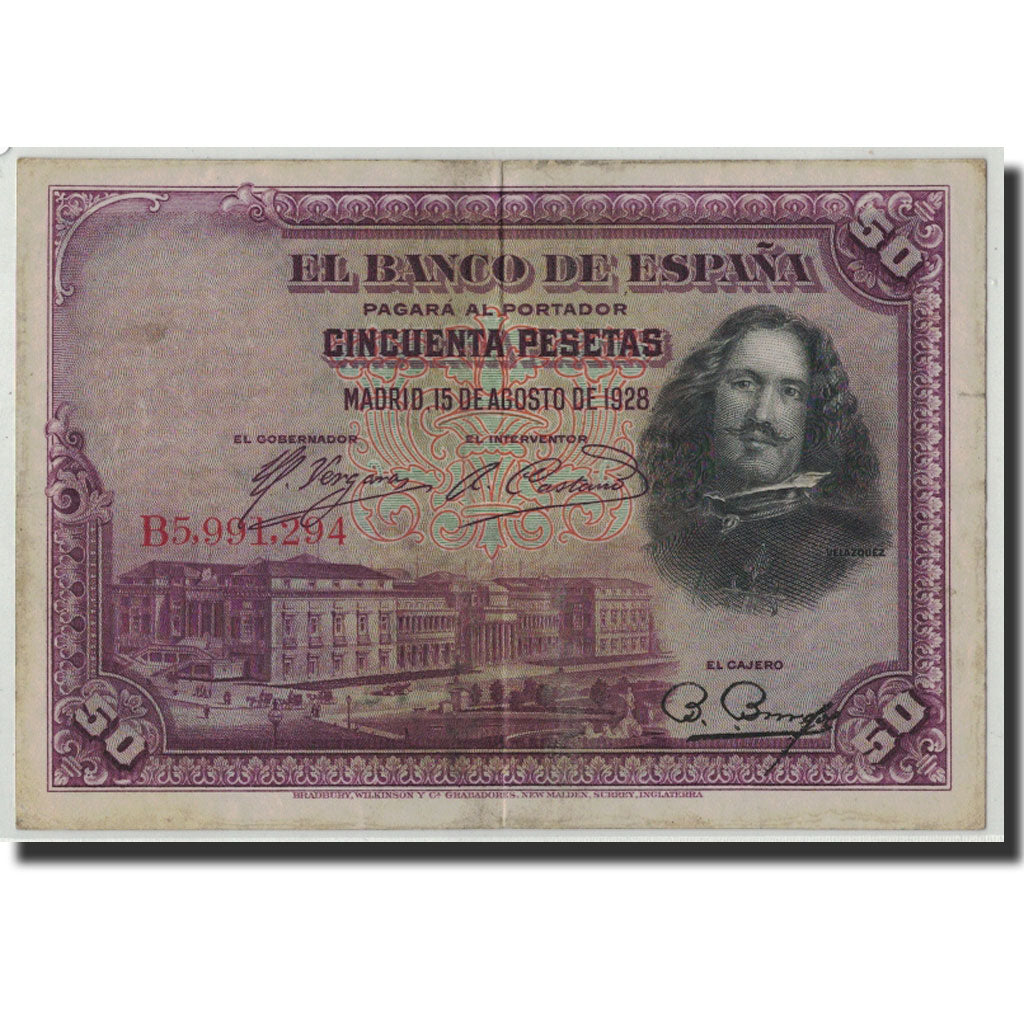 50
EL BANCO DE ESPAÑA
PAGARÁ AL PORTADOR
CINCUENTA PESETAS
MADRID 15 DE AGOSTO DE 1928
EL GOBERNADOR EL INTERVENTOR
B5,991,294
VELAZQUEZ
EL CAJERO
50 50
BRADBURY, WILKINSON Y Cª GRABADORES, NEW MALDEN, SURREY, INGLATERRA